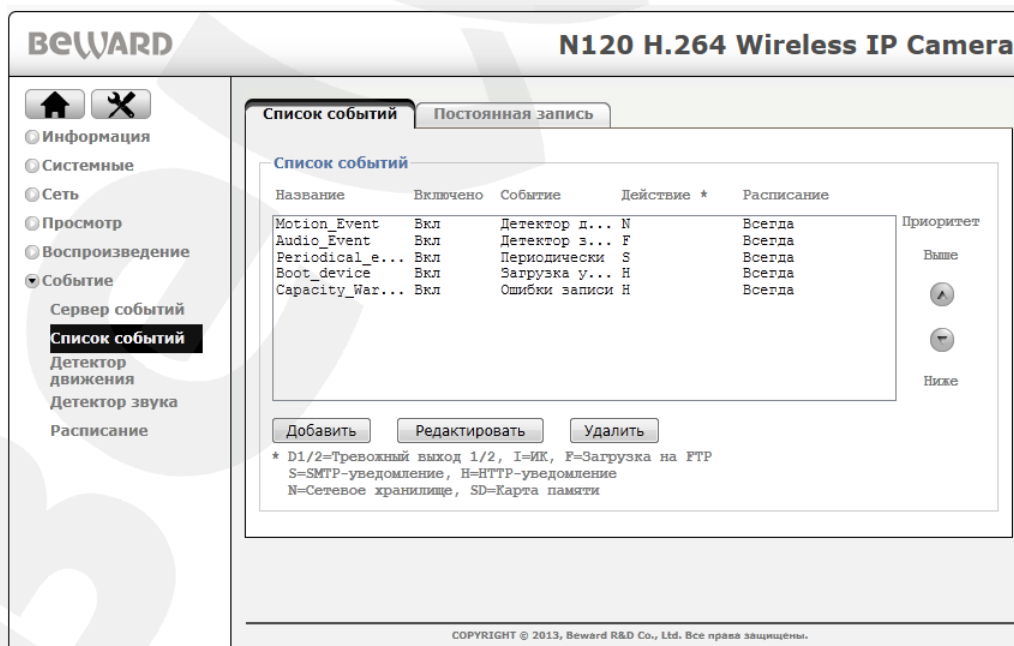 BEWARD
N120 H.264 Wireless IP Camera
Информация
Системные
Сеть
Просмотр
Воспроизведение
Событие
Сервер событий
Список событий
Детектор
движения
Детектор звука
Расписание
Список событий Постоянная запись
Список событий
Название Включено Событие Действие * Расписание
Motion_Event Вкл Детектор д... N Всегда
Audio_Event Вкл Детектор з... F Всегда
Periodical_e... Вкл Периодически S Всегда
Boot_device Вкл Загрузка у... H Всегда
Capacity_War... Вкл Ошибки записи H Всегда
Приоритет
Выше
Ниже
Добавить Редактировать Удалить
* D1/2=Тревожный выход 1/2, I=ИК, F=Загрузка на FTP
S=SMTP-уведомление, H=HTTP-уведомление
N=Сетевое хранилище, SD=Карта памяти
COPYRIGHT © 2013, Beward R&D Co., Ltd. Все права защищены.